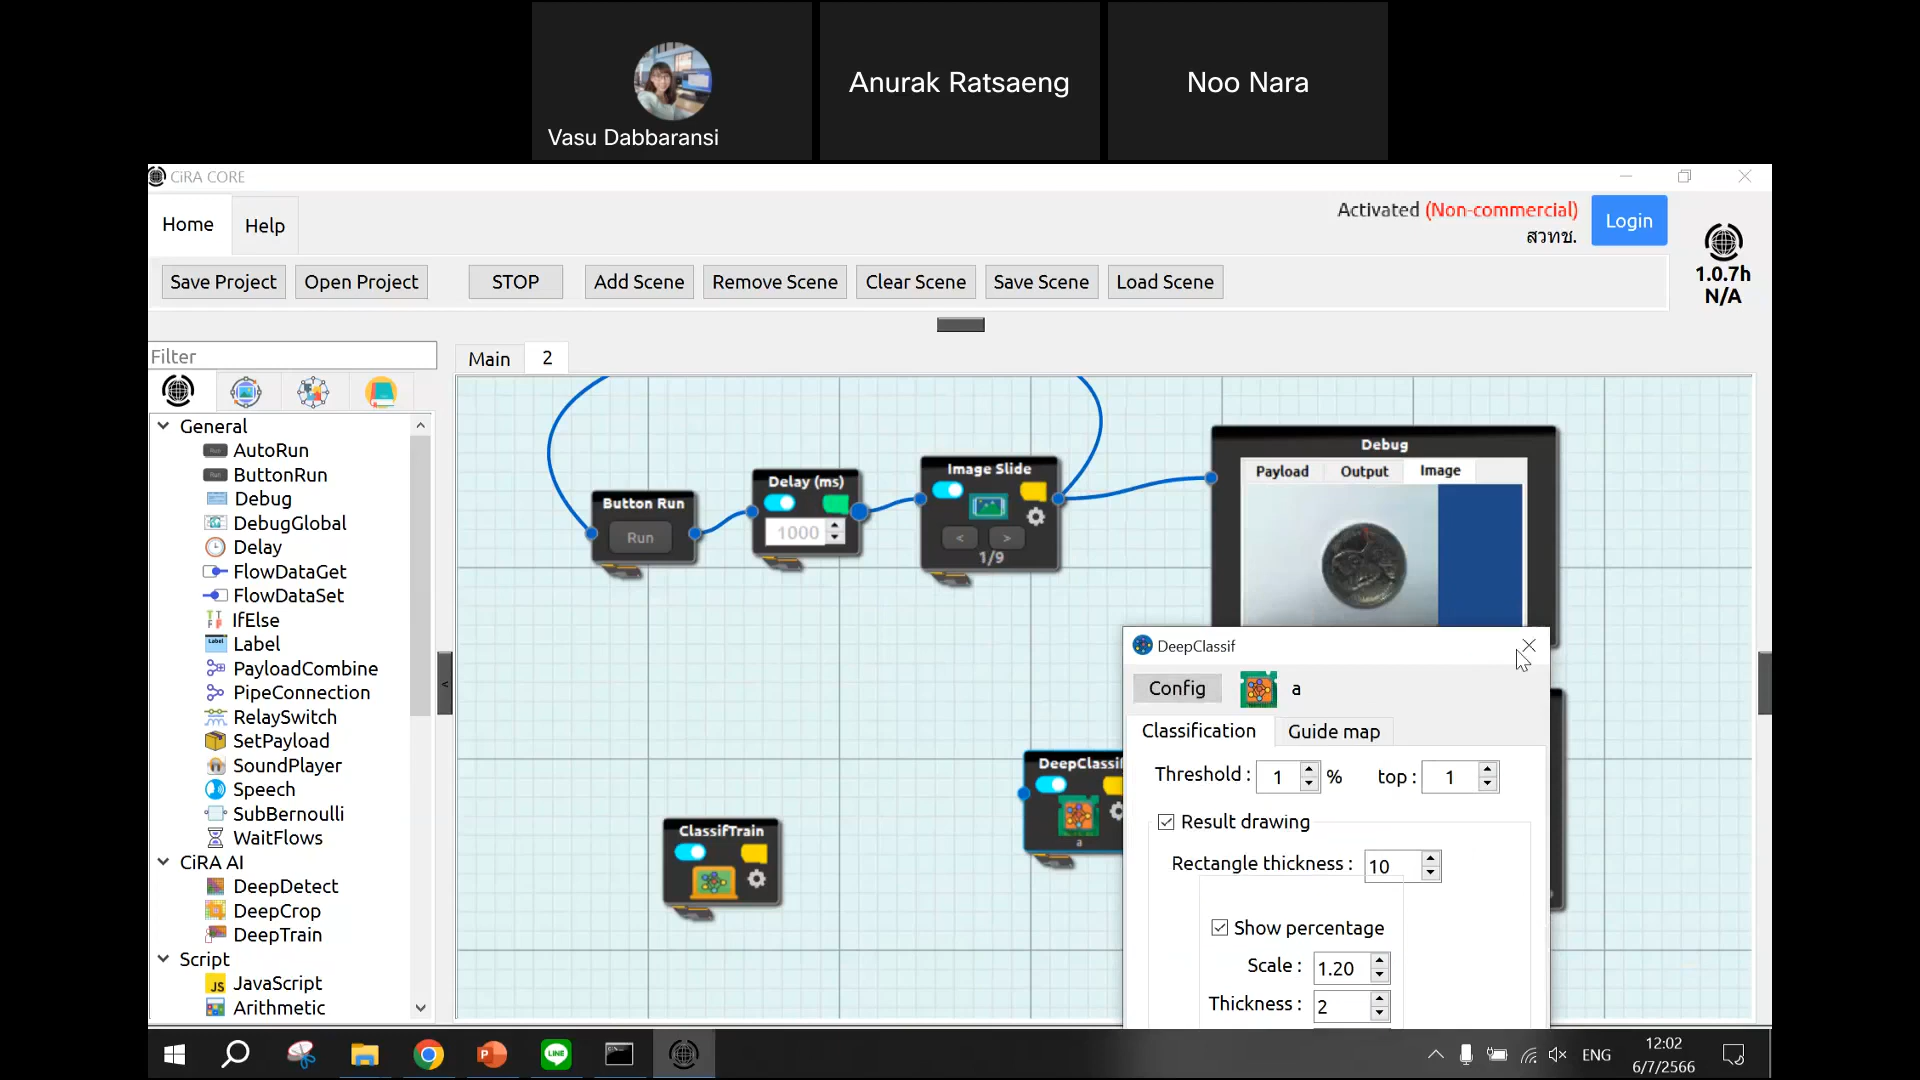 Vasu Dabbaransi
Anurak Ratsaeng
Noo Nara
CiRA CORE
Home
Help
Activated (Non-commercial)
สวทช.
Login
1.0.7h
N/A
Save Project
Open Project
STOP
Add Scene
Remove Scene
Clear Scene
Save Scene
Load Scene
Filter
Main
2
General
AutoRun
ButtonRun
Debug
DebugGlobal
Delay
FlowDataGet
FlowDataSet
IfElse
Label
PayloadCombine
PipeConnection
RelaySwitch
SetPayload
SoundPlayer
Speech
SubBernoulli
WaitFlows
CiRA AI
DeepDetect
DeepCrop
DeepTrain
Script
JavaScript
Arithmetic
Button Run
Run
Delay (ms)
1000
Image Slide
< >
1/9
Debug
Payload
Output
Image
ClassifTrain
DeepClassif
a
DeepClassif
Config
a
Classification
Guide map
Threshold : 1 % top : 1
Result drawing
Rectangle thickness : 10
Show percentage
Scale : 1.20
Thickness : 2
ENG
12:02
6/7/2566